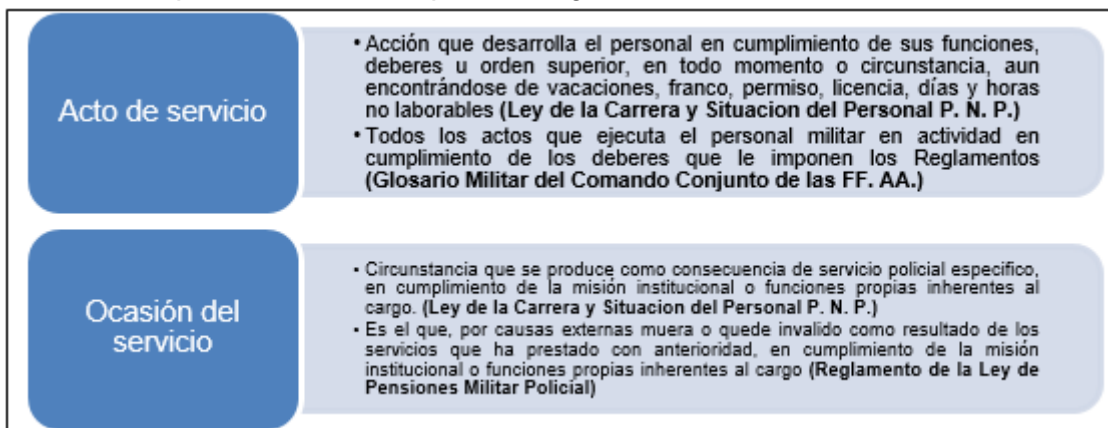 Acto de servicio
• Acción que desarrolla el personal en cumplimiento de sus funciones,
deberes u orden superior, en todo momento o circunstancia, aun
encontrándose de vacaciones, franco, permiso, licencia, días y horas
no laborables (Ley de la Carrera y Situacion del Personal P. N. P.)
• Todos los actos que ejecuta el personal militar en actividad en
cumplimiento de los deberes que le imponen los Reglamentos
(Glosario Militar del Comando Conjunto de las FF. AA.)
Ocasión del
servicio
• Circunstancia que se produce como consecuencia de servicio policial especifico,
en cumplimiento de la misión institucional o funciones propias inherentes al
cargo. (Ley de la Carrera y Situacion del Personal P. N. P.)
• Es el que, por causas externas muera o quede invalido como resultado de los
servicios que ha prestado con anterioridad, en cumplimiento de la misión
institucional o funciones propias inherentes al cargo (Reglamento de la Ley de
Pensiones Militar Policial)